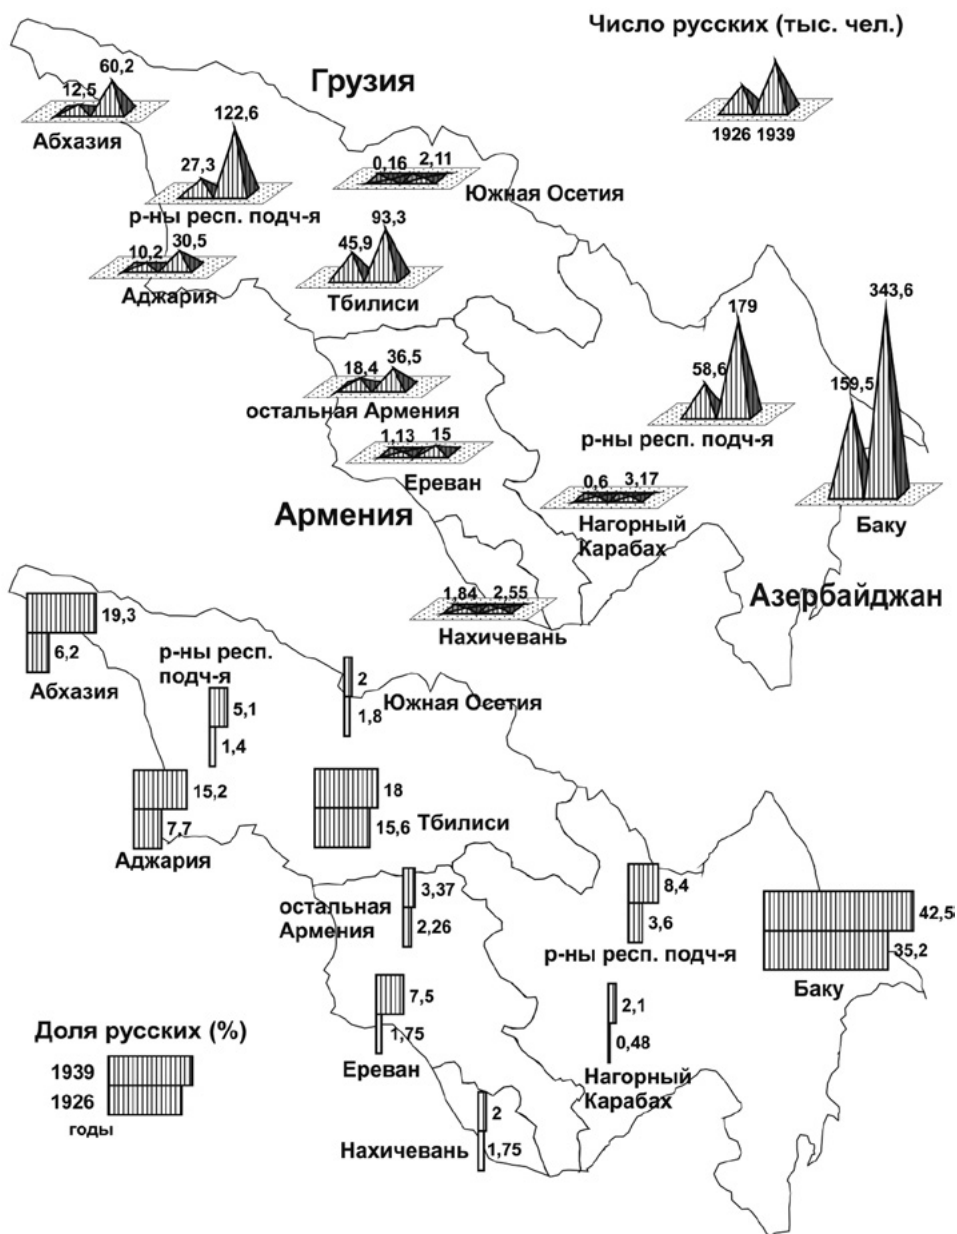 Число русских (тыс. чел.)
1926 1939
Грузия
12,5 60,2
Абхазия
27,3 122,6
р-ны респ. подч-я
0,16 2,11
Южная Осетия
10,2 30,5
Аджария
45,9 93,3
Тбилиси
18,4 36,5
остальная Армения
1,13 15
Ереван
Армения
58,6 179
р-ны респ. подч-я
159,5 343,6
Баку
0,6 3,17
Нагорный
Карабах
Азербайджан
1,84 2,55
Нахичевань
19,3
6,2
Абхазия
р-ны респ.
подч-я
5,1
1,4
2
1,8
Южная Осетия
15,2
7,7
Аджария
18
15,6
Тбилиси
3,37
2,26
остальная
Армения
8,4
3,6
р-ны респ. подч-я
42,5
35,2
Баку
7,5
1,75
Ереван
2,1
0,48
Нагорный
Карабах
2
1,75
Нахичевань
Доля русских (%)
1939
1926
годы